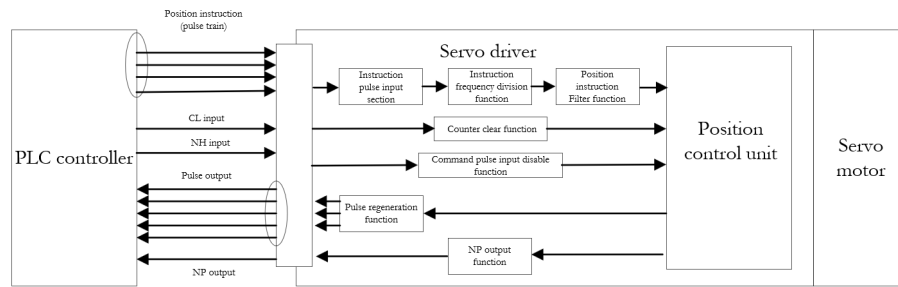 Position instruction
(pulse train)
Servo driver
Instruction
pulse input
section
Instruction
frequency division
function
Position
instruction
Filter function
CL input
Counter clear function
NH input
Position
control unit
PLC controller
Servo
motor
Command pulse input disable
function
Pulse output
Pulse regeneration
function
NP output
function
NP output